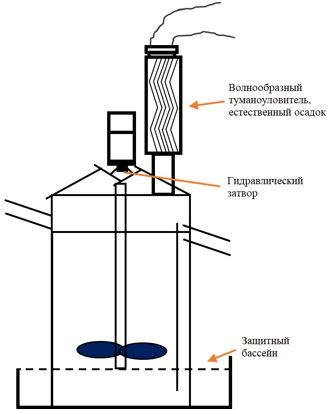 Волнообразный
туманоуловитель,
естественный осадок
Гидравлический
затвор
Защитный
бассейн